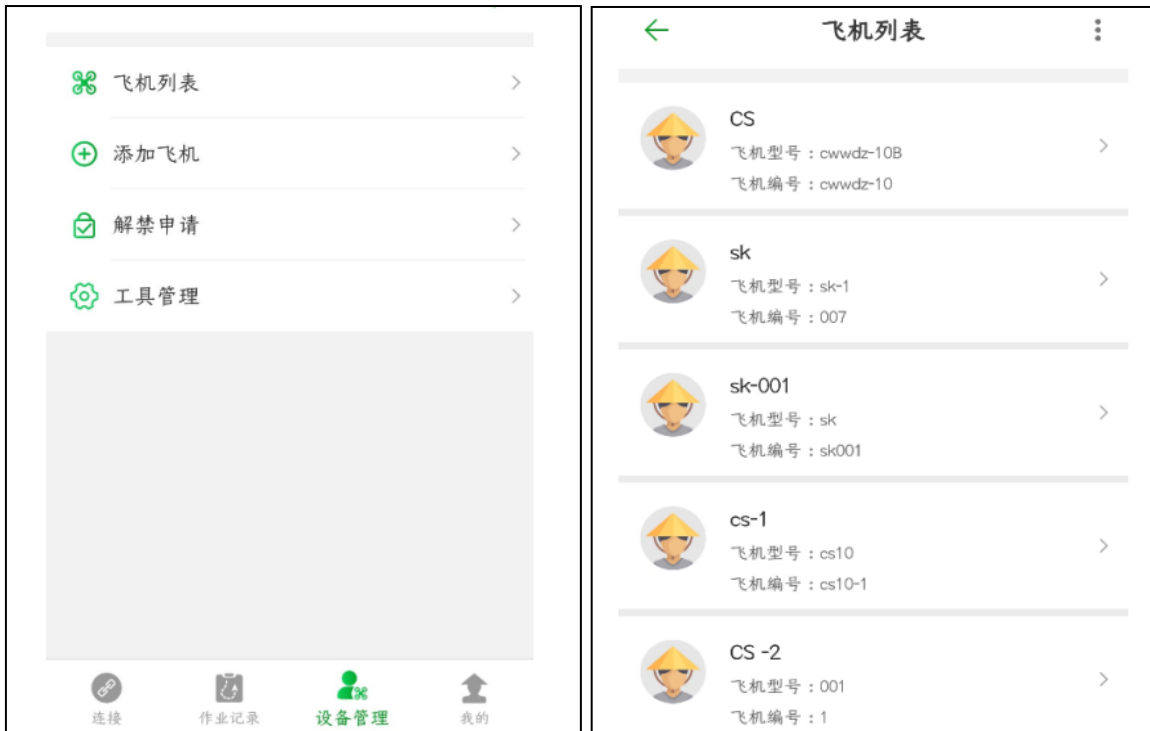 飞机列表
添加飞机
解禁申请
工具管理
连接
作业记录
设备管理
我的
飞机列表
CS
飞机型号：cwwdz-10B
飞机编号：cwwdz-10
sk
飞机型号：sk-1
飞机编号：007
sk-001
飞机型号：sk
飞机编号：sk001
cs-1
飞机型号：cs10
飞机编号：cs10-1
CS -2
飞机型号：001
飞机编号：1